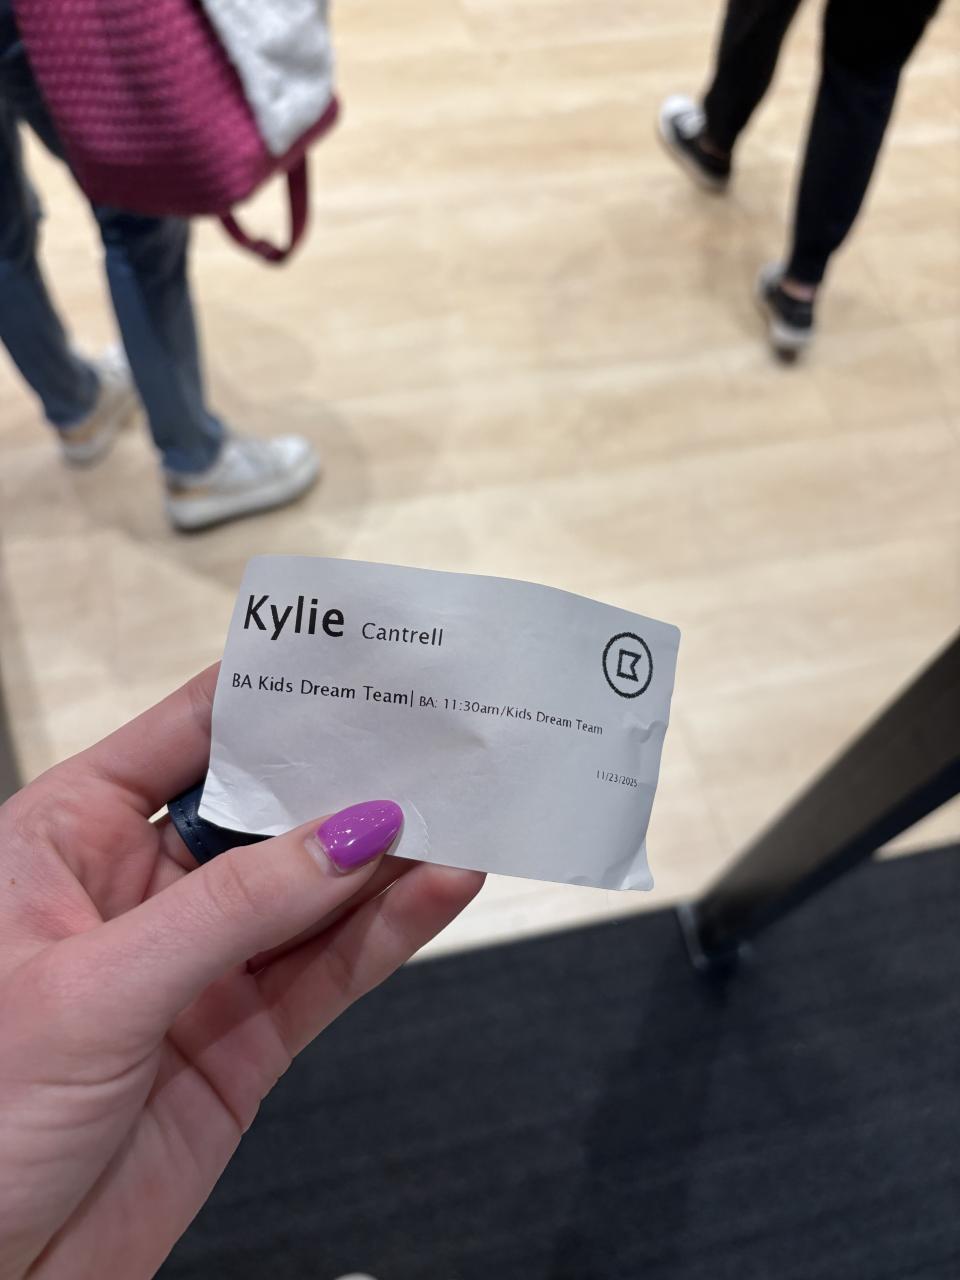 Kylie Cantrell
BA Kids Dream Team| BA: 11:30am/Kids Dream Team
11/23/2025